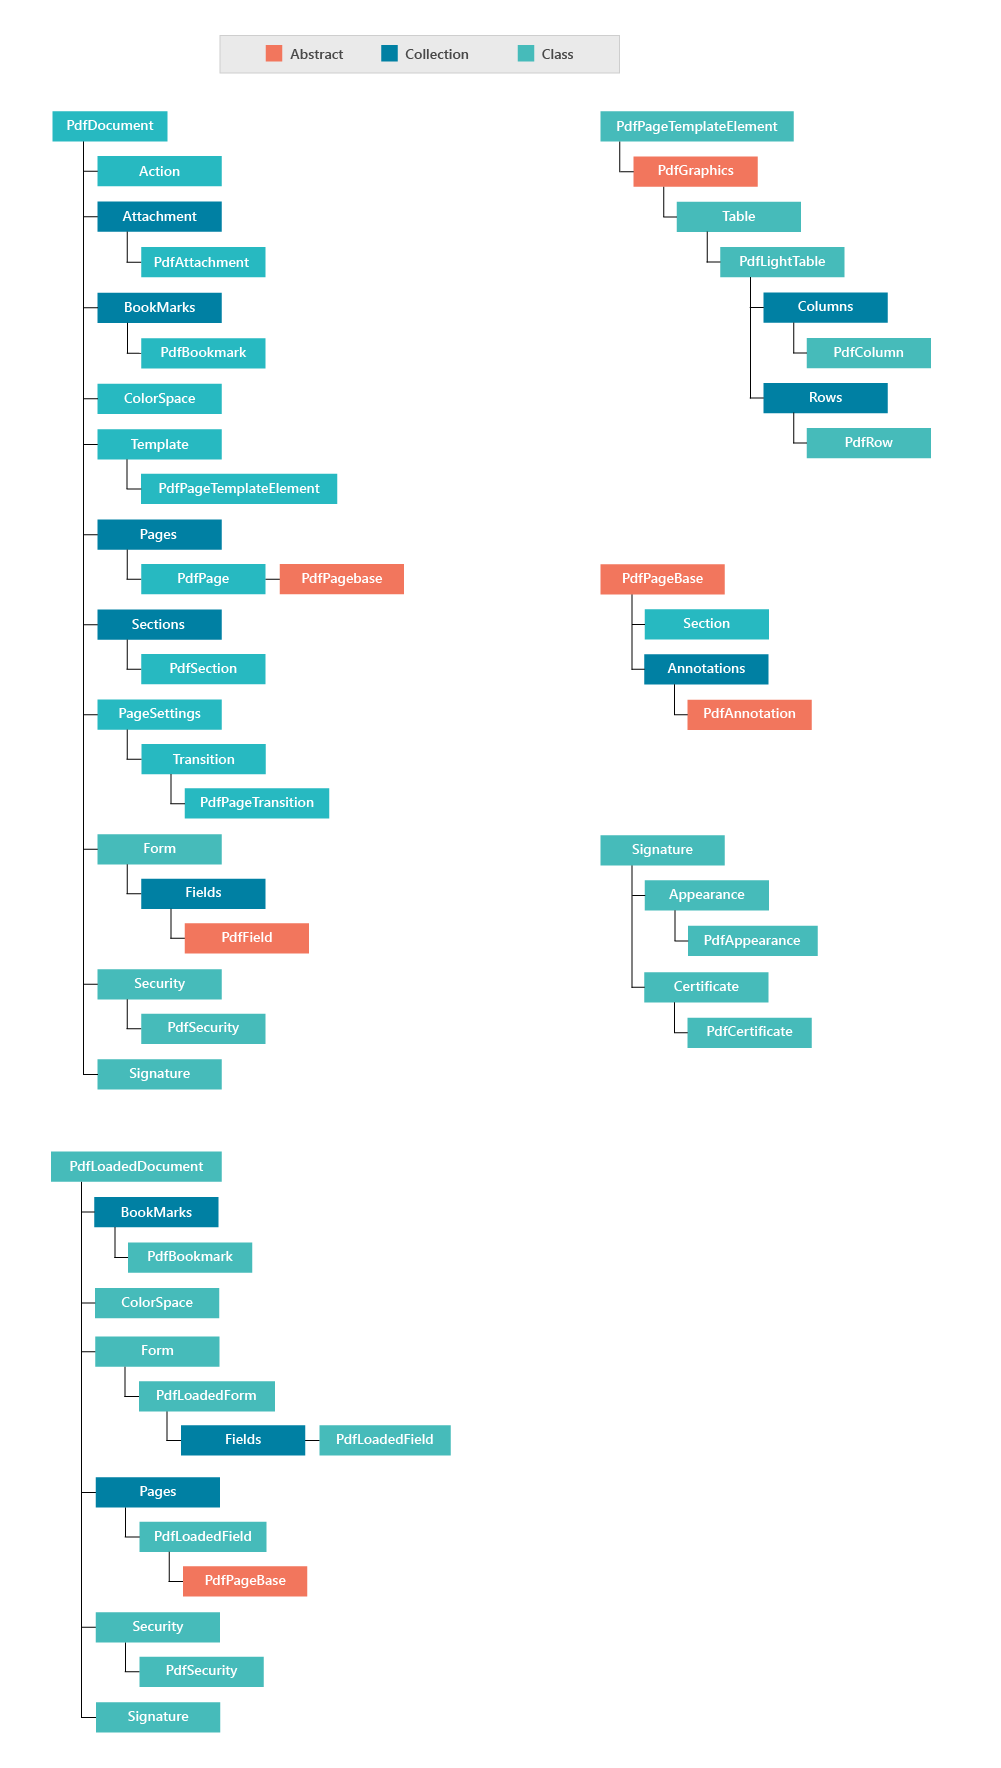 Abstract
Collection
Class
PdfDocument
Action
Attachment
PdfAttachment
BookMarks
PdfBookmark
ColorSpace
Template
PdfPageTemplateElement
Pages
PdfPage
PdfPagebase
Sections
PdfSection
PageSettings
Transition
PdfPageTransition
Form
Fields
PdfField
Security
PdfSecurity
Signature
PdfPageTemplateElement
PdfGraphics
Table
PdfLightTable
Columns
PdfColumn
Rows
PdfRow
PdfPageBase
Section
Annotations
PdfAnnotation
Signature
Appearance
PdfAppearance
Certificate
PdfCertificate
PdfLoadedDocument
BookMarks
PdfBookmark
ColorSpace
Form
PdfLoadedForm
Fields
PdfLoadedField
Pages
PdfLoadedField
PdfPageBase
Security
PdfSecurity
Signature